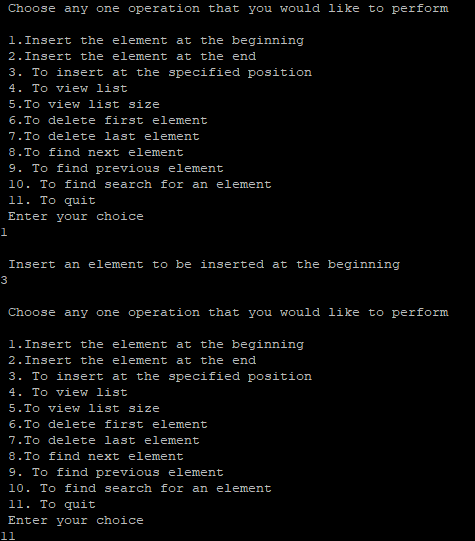 Choose any one operation that you would like to perform
1.Insert the element at the beginning
2.Insert the element at the end
3. To insert at the specified position
4. To view list
5.To view list size
6.To delete first element
7.To delete last element
8.To find next element
9. To find previous element
10. To find search for an element
11. To quit
Enter your choice
1
Insert an element to be inserted at the beginning
3
Choose any one operation that you would like to perform
1.Insert the element at the beginning
2.Insert the element at the end
3. To insert at the specified position
4. To view list
5.To view list size
6.To delete first element
7.To delete last element
8.To find next element
9. To find previous element
10. To find search for an element
11. To quit
Enter your choice
11